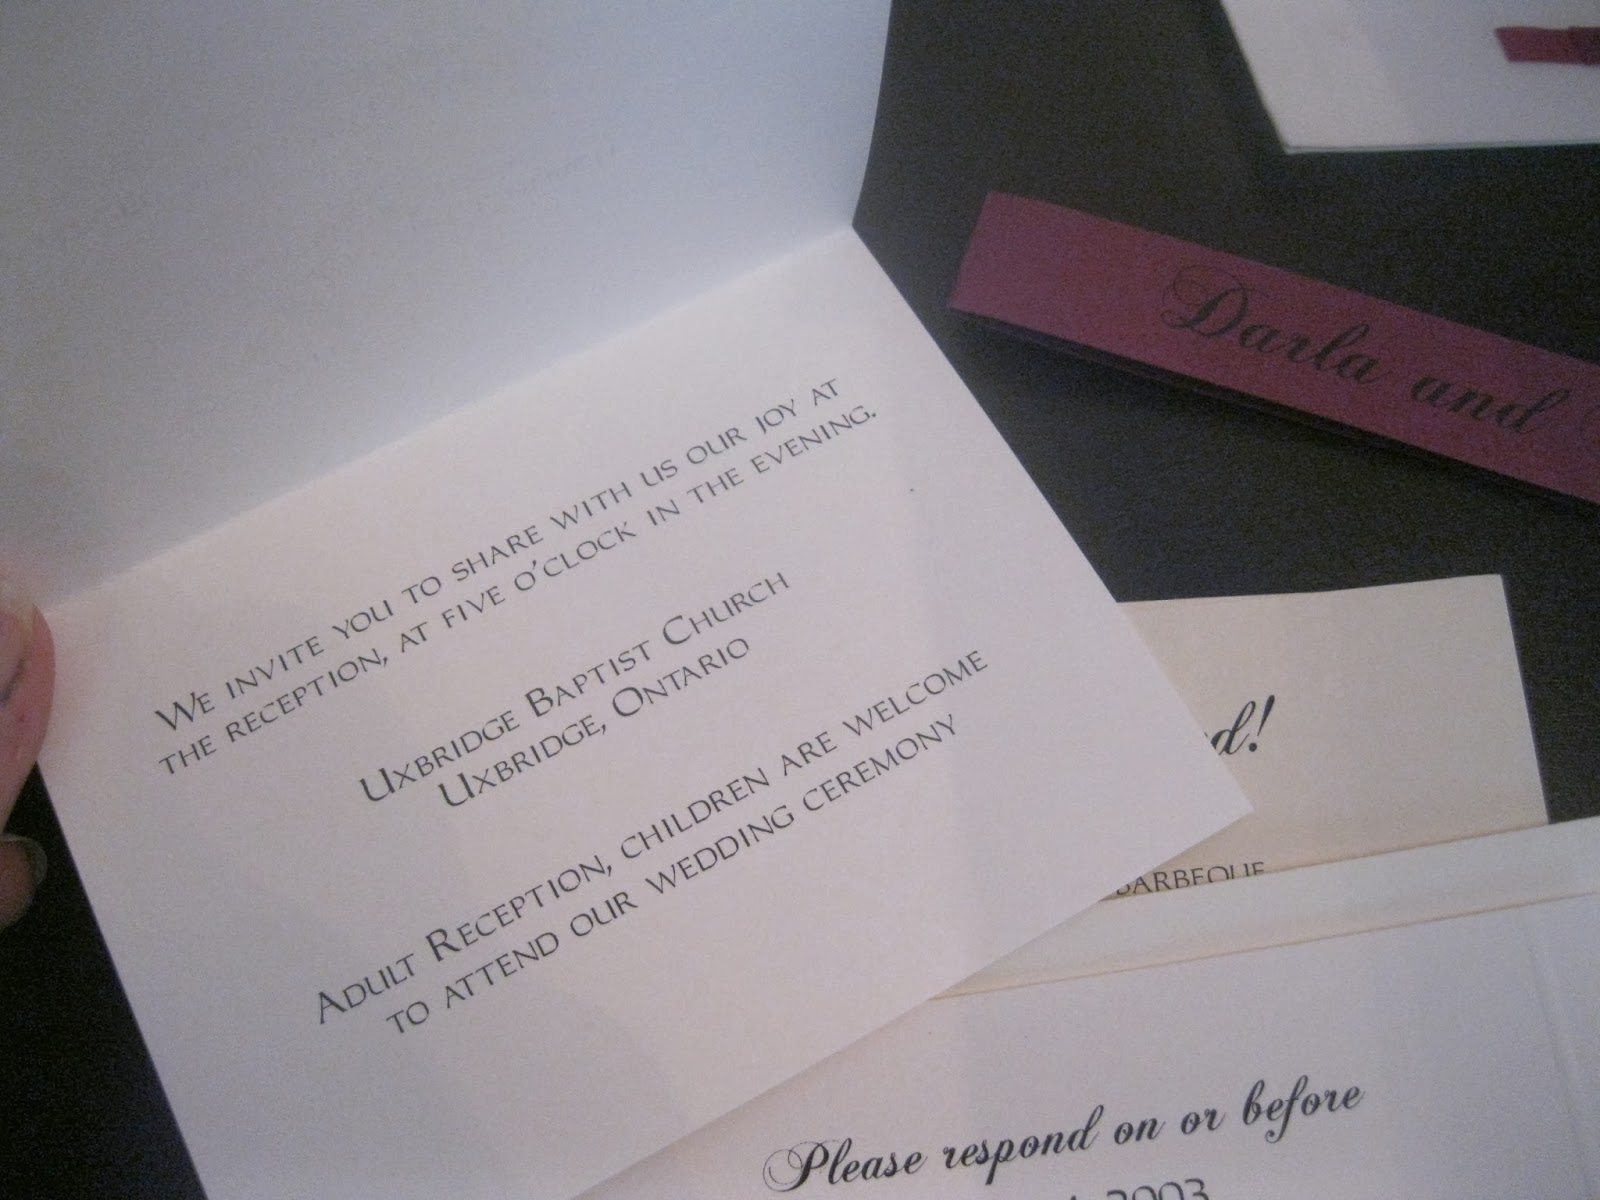 We invite you to share with us our joy at
the reception, at five o'clock in the evening.
Uxbridge Baptist Church
Uxbridge, Ontario
Adult Reception, children are welcome
to attend our wedding ceremony
Darla and
Barbeque
Please respond on or before
2003